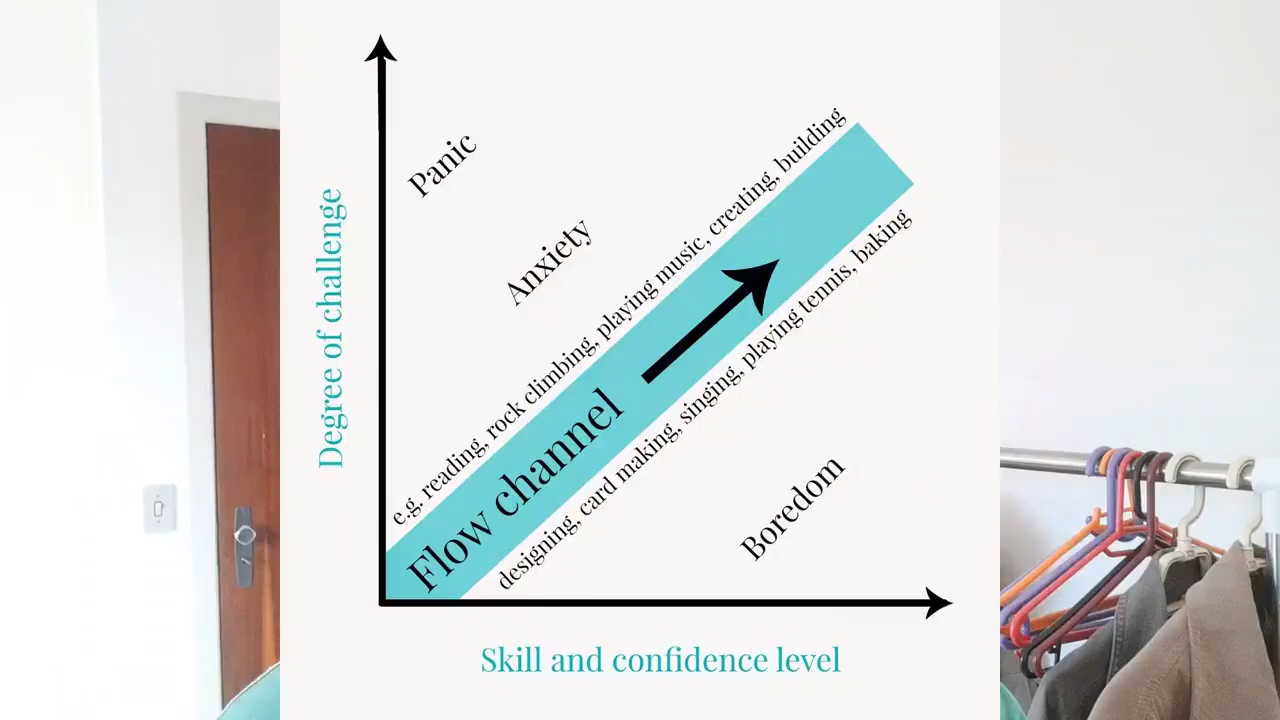 Panic
Anxiety
e.g. reading, rock climbing, playing music, creating, building
Flow channel
designing, card making, singing, playing tennis, baking
Boredom
Degree of challenge
Skill and confidence level